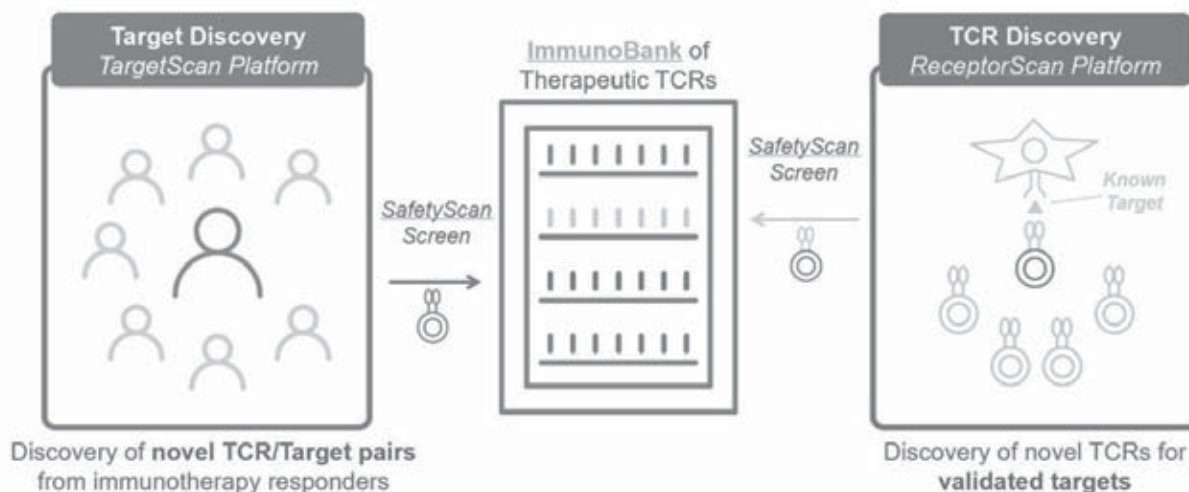 Target Discovery
TargetScan Platform
SafetyScan
Screen
Discovery of novel TCR/Target pairs
from immunotherapy responders
ImmunoBank of
Therapeutic TCRs
TCR Discovery
ReceptorScan Platform
SafetyScan
Screen
Known
Target
Discovery of novel TCRs for
validated targets